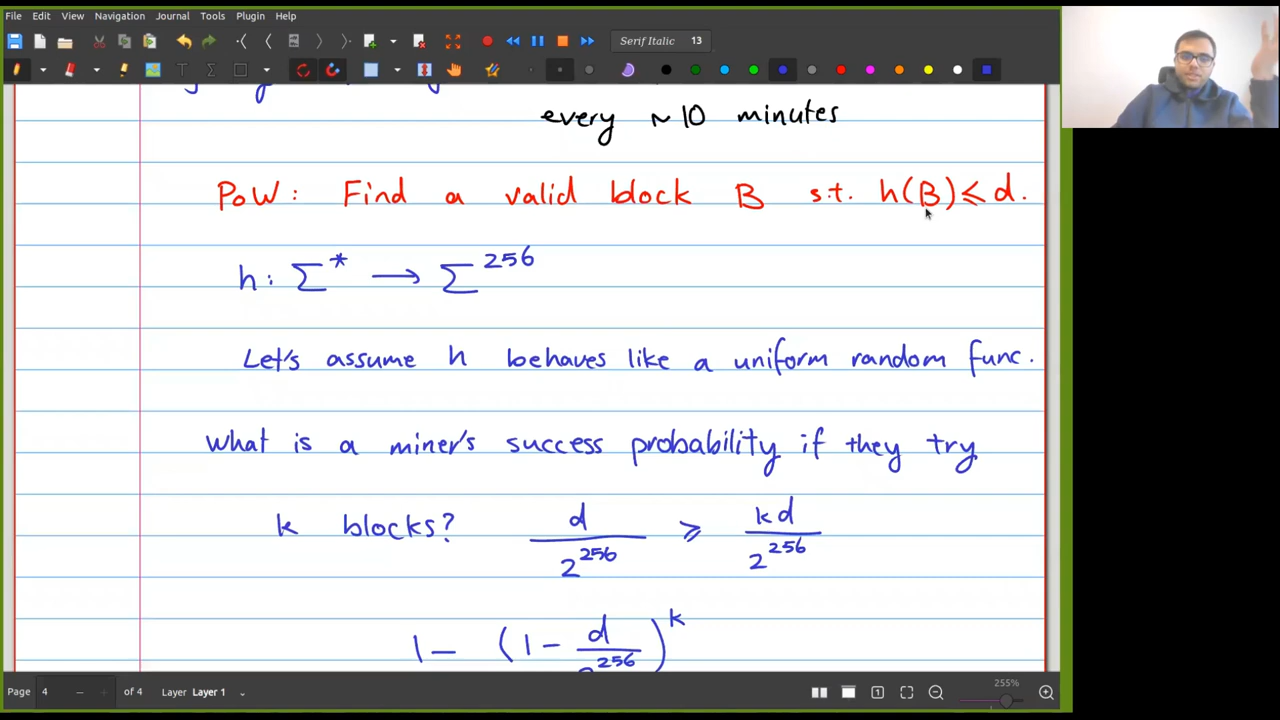 File Edit View Navigation Journal Tools Plugin Help
Serif Italic 13
every ~10 minutes
PoW: Find a valid block B s.t. h(B) ≤ d.
h: Σ* → Σ^256
Let's assume h behaves like a uniform random func.
what is a miner's success probability if they try
k blocks? d/2^256 ≥ kd/2^256
1 - (1 - d/2^256)^k
Page 4 of 4 Layer Layer 1 255%